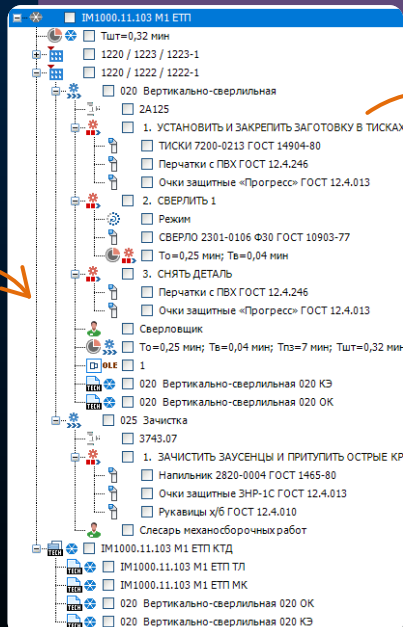 IM1000.11.103 М1 ЕТП
Тшт=0,32 мин
1220 / 1223 / 1223-1
1220 / 1222 / 1222-1
020 Вертикально-сверлильная
2А125
1. УСТАНОВИТЬ И ЗАКРЕПИТЬ ЗАГОТОВКУ В ТИСКАХ
ТИСКИ 7200-0213 ГОСТ 14904-80
Перчатки с ПВХ ГОСТ 12.4.246
Очки защитные «Прогресс» ГОСТ 12.4.013
2. СВЕРЛИТЬ 1
Режим
СВЕРЛО 2301-0106 Ф30 ГОСТ 10903-77
То=0,25 мин; Тв=0,04 мин
3. СНЯТЬ ДЕТАЛЬ
Перчатки с ПВХ ГОСТ 12.4.246
Очки защитные «Прогресс» ГОСТ 12.4.013
Сверловщик
То=0,25 мин; Тв=0,04 мин; Тпз=7 мин; Тшт=0,32 мин
OLE 1
TECH 020 Вертикально-сверлильная 020 КЭ
TECH 020 Вертикально-сверлильная 020 ОК
025 Зачистка
3743.07
1. ЗАЧИСТИТЬ ЗАУСЕНЦЫ И ПРИТУПИТЬ ОСТРЫЕ КР
Напильник 2820-0004 ГОСТ 1465-80
Очки защитные ЗНР-1С ГОСТ 12.4.013
Рукавицы х/б ГОСТ 12.4.010
Слесарь механосборочных работ
TECH IM1000.11.103 М1 ЕТП КТД
TECH IM1000.11.103 М1 ЕТП ТЛ
TECH IM1000.11.103 М1 ЕТП МК
TECH 020 Вертикально-сверлильная 020 ОК
TECH 020 Вертикально-сверлильная 020 КЭ